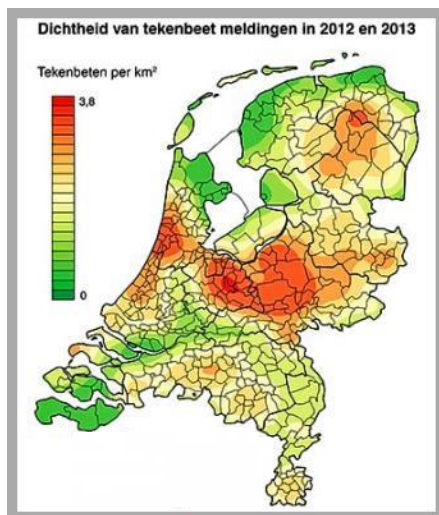 Dichtheid van tekenbeet meldingen in 2012 en 2013
Tekenbeten per km²
3,8
0